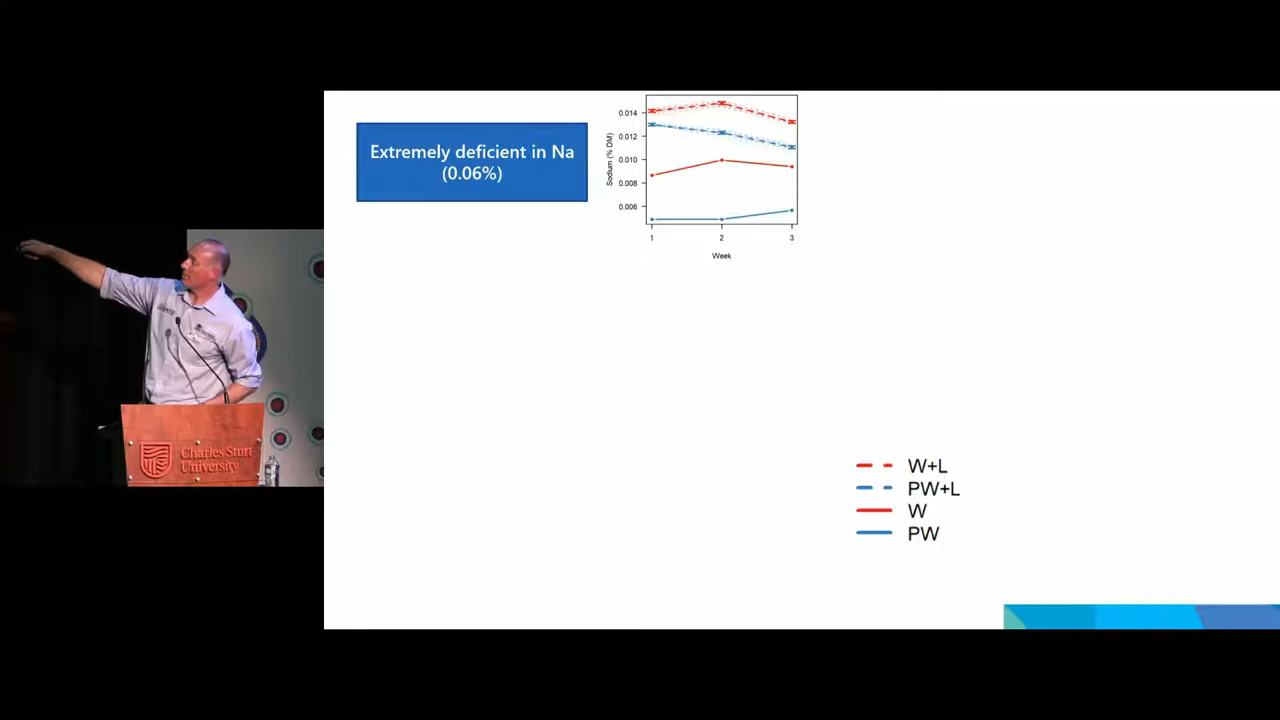 Extremely deficient in Na
(0.06%)
Sodium (% DM)
0.014
0.012
0.010
0.008
0.006
1 2 3
Week
W+L
PW+L
W
PW
Charles Sturt
University